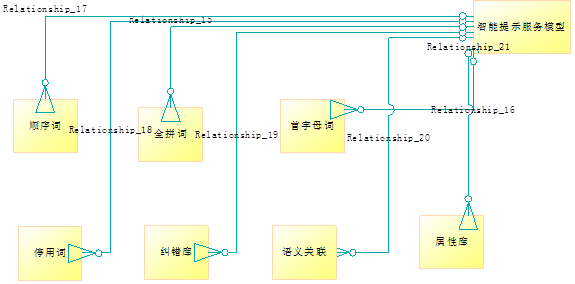 Relationship_17
Relationship_15
智能提示服务模型
Relationship_21
Relationship_16
顺序词
Relationship_18
全拼词
Relationship_19
首字母词
Relationship_20
停用词
纠错库
语义关联
属性库